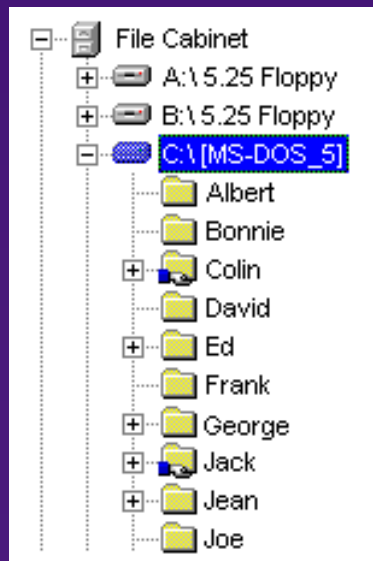 File Cabinet
A:\ 5.25 Floppy
B:\ 5.25 Floppy
C:\ [MS-DOS_5]
Albert
Bonnie
Colin
David
Ed
Frank
George
Jack
Jean
Joe